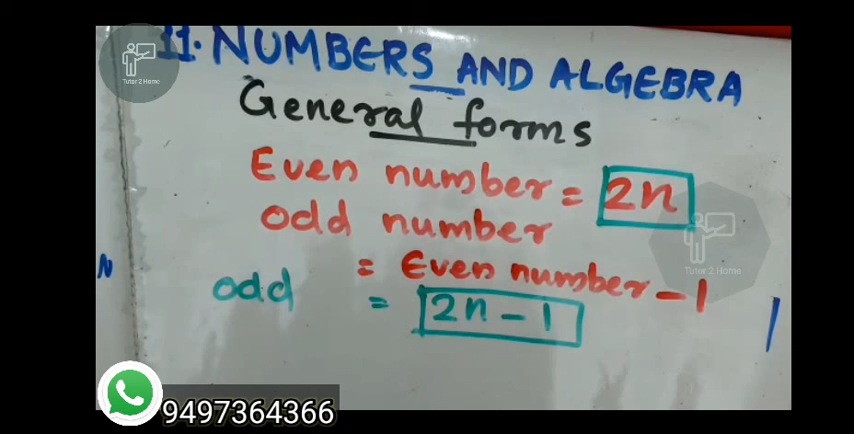 11. NUMBERS AND ALGEBRA
Tutor 2 Home
General forms
Even number = 2n
odd number
= Even number - 1
Tutor 2 Home
N
odd = 2n - 1
9497364366